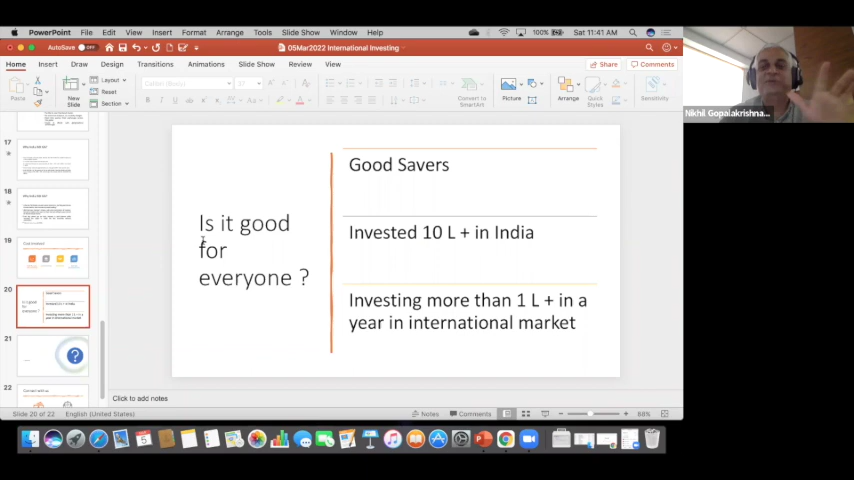 PowerPoint File Edit View Insert Format Arrange Tools Slide Show Window Help 100% Sat 11:41 AM
AutoSave OFF 05Mar2022 International Investing
Home Insert Draw Design Transitions Animations Slide Show Review View Share Comments
Paste
New
Slide
Layout
Reset
Section
Convert to
SmartArt
Picture
Arrange
Quick
Styles
Sensitivity
Nikhil Gopalakrishna...
17
18
19
20
21
22
Is it good
for
everyone ?
Good Savers
Invested 10 L + in India
Investing more than 1 L + in a
year in international market
Click to add notes
Slide 20 of 22 English (United States) Notes Comments 68%